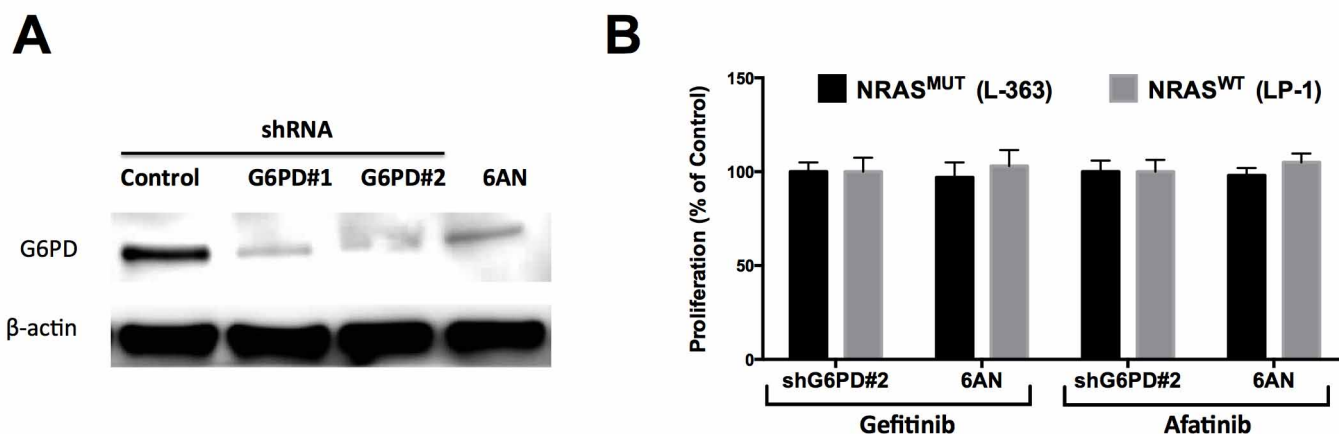 A
shRNA
Control G6PD#1 G6PD#2 6AN
G6PD
β-actin
B
NRASMUT (L-363) NRASWT (LP-1)
Proliferation (% of Control)
150
100
50
0
shG6PD#2 6AN shG6PD#2 6AN
Gefitinib Afatinib